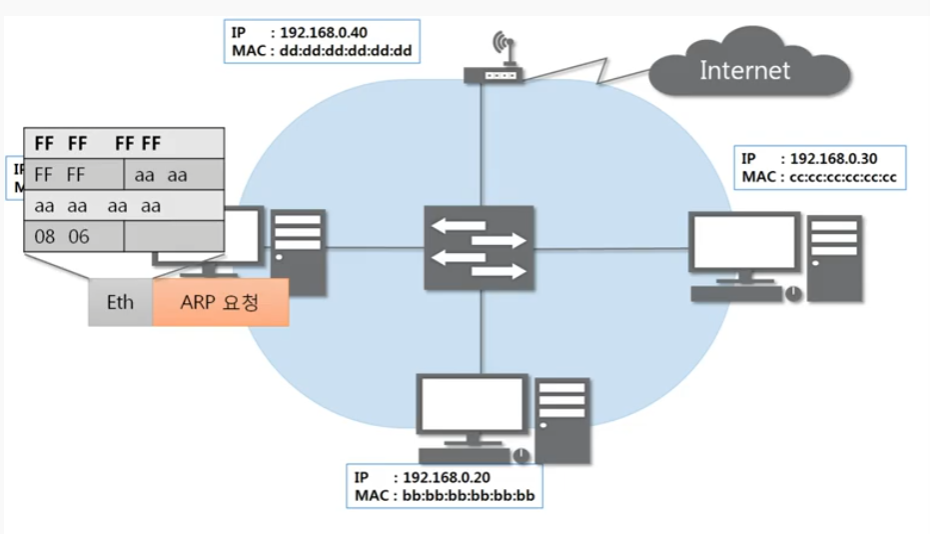 IP : 192.168.0.40
MAC : dd:dd:dd:dd:dd:dd
Internet
FF FF FF FF
FF FF aa aa
aa aa aa aa
08 06
IP : 192.168.0.30
MAC : cc:cc:cc:cc:cc:cc
Eth ARP 요청
IP : 192.168.0.20
MAC : bb:bb:bb:bb:bb:bb